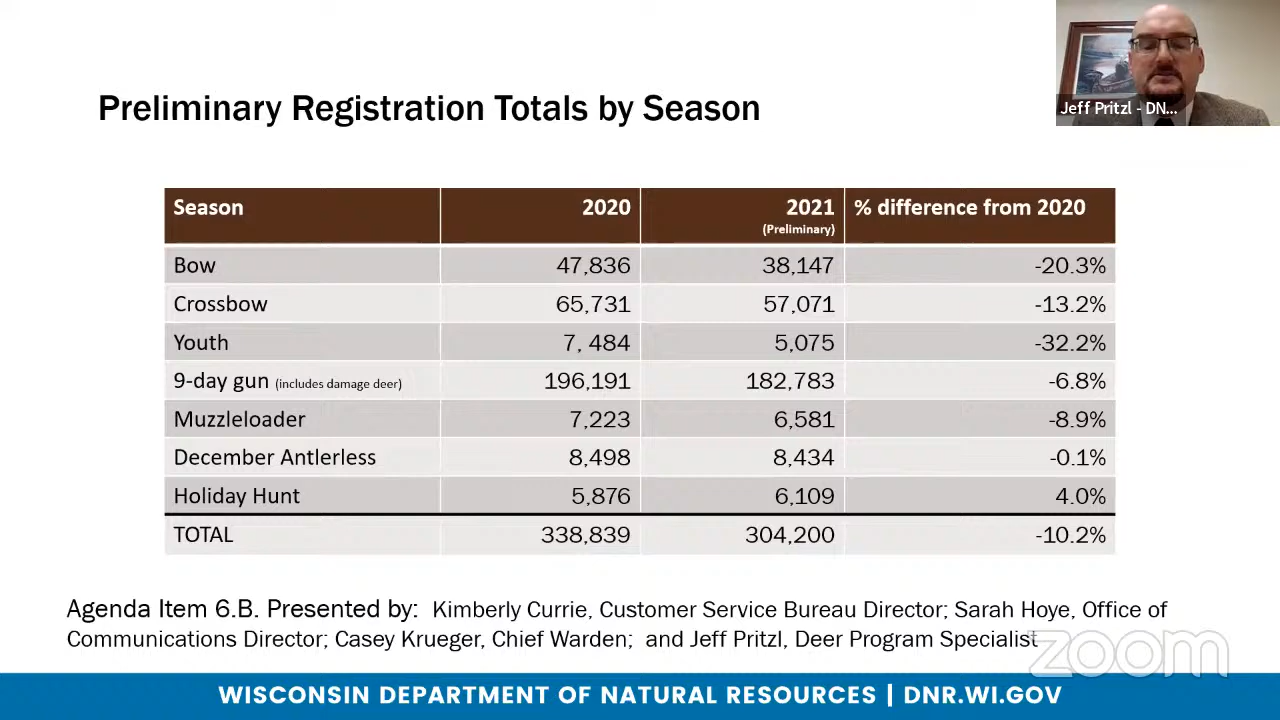 Jeff Pritzl - DN...
Preliminary Registration Totals by Season
Season 2020 2021 % difference from 2020
(Preliminary)
Bow 47,836 38,147 -20.3%
Crossbow 65,731 57,071 -13.2%
Youth 7, 484 5,075 -32.2%
9-day gun (includes damage deer) 196,191 182,783 -6.8%
Muzzleloader 7,223 6,581 -8.9%
December Antlerless 8,498 8,434 -0.1%
Holiday Hunt 5,876 6,109 4.0%
TOTAL 338,839 304,200 -10.2%
Agenda Item 6.B. Presented by: Kimberly Currie, Customer Service Bureau Director; Sarah Hoye, Office of
Communications Director; Casey Krueger, Chief Warden; and Jeff Pritzl, Deer Program Specialist
zoom
WISCONSIN DEPARTMENT OF NATURAL RESOURCES | DNR.WI.GOV